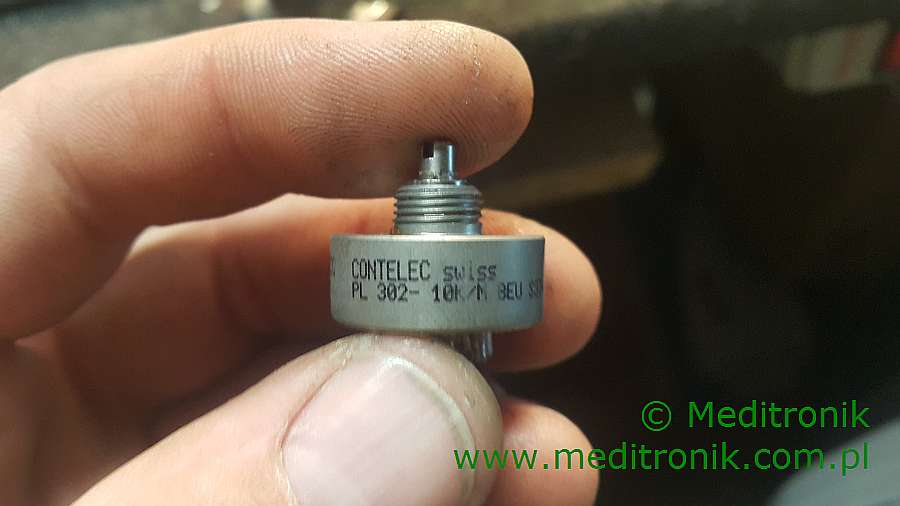 CONTELEC swiss
PL 302- 10K/M 8EU
© Meditronik
www.meditronik.com.pl